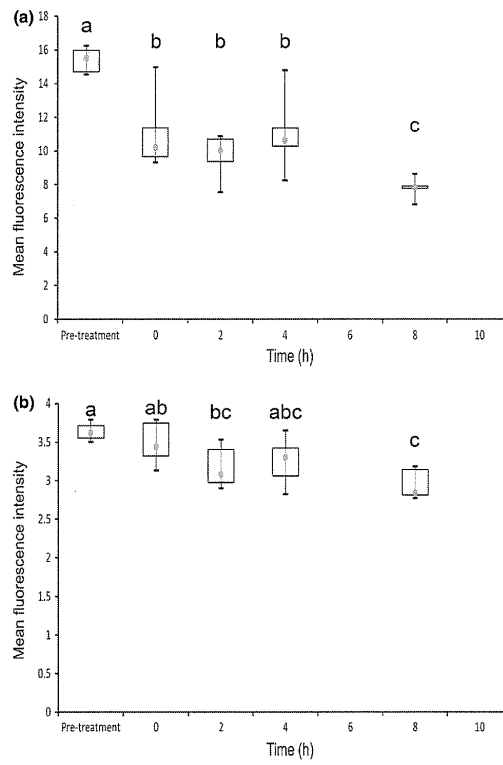 (a)
a
b
b
b
c
18
16
14
12
10
8
6
4
2
0
Mean fluorescence intensity
Pre-treatment 0 2 4 6 8 10
Time (h)
(b)
a
ab
bc
abc
c
4
3.5
3
2.5
2
1.5
1
0.5
0
Mean fluorescence intensity
Pre-treatment 0 2 4 6 8 10
Time (h)